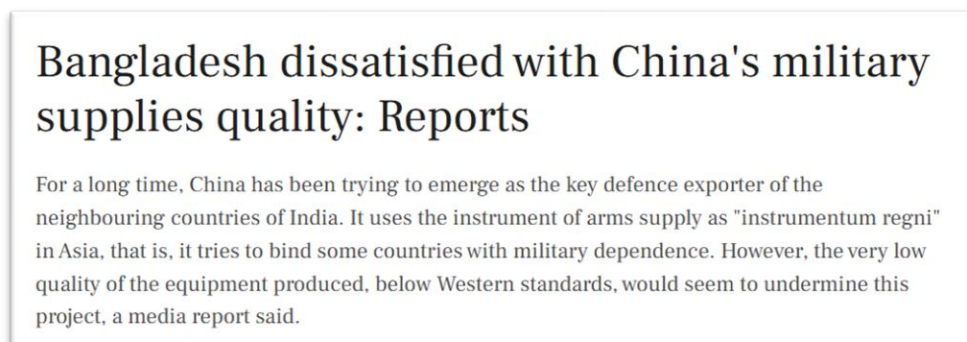 Bangladesh dissatisfied with China's military
supplies quality: Reports
For a long time, China has been trying to emerge as the key defence exporter of the
neighbouring countries of India. It uses the instrument of arms supply as "instrumentum regni"
in Asia, that is, it tries to bind some countries with military dependence. However, the very low
quality of the equipment produced, below Western standards, would seem to undermine this
project, a media report said.